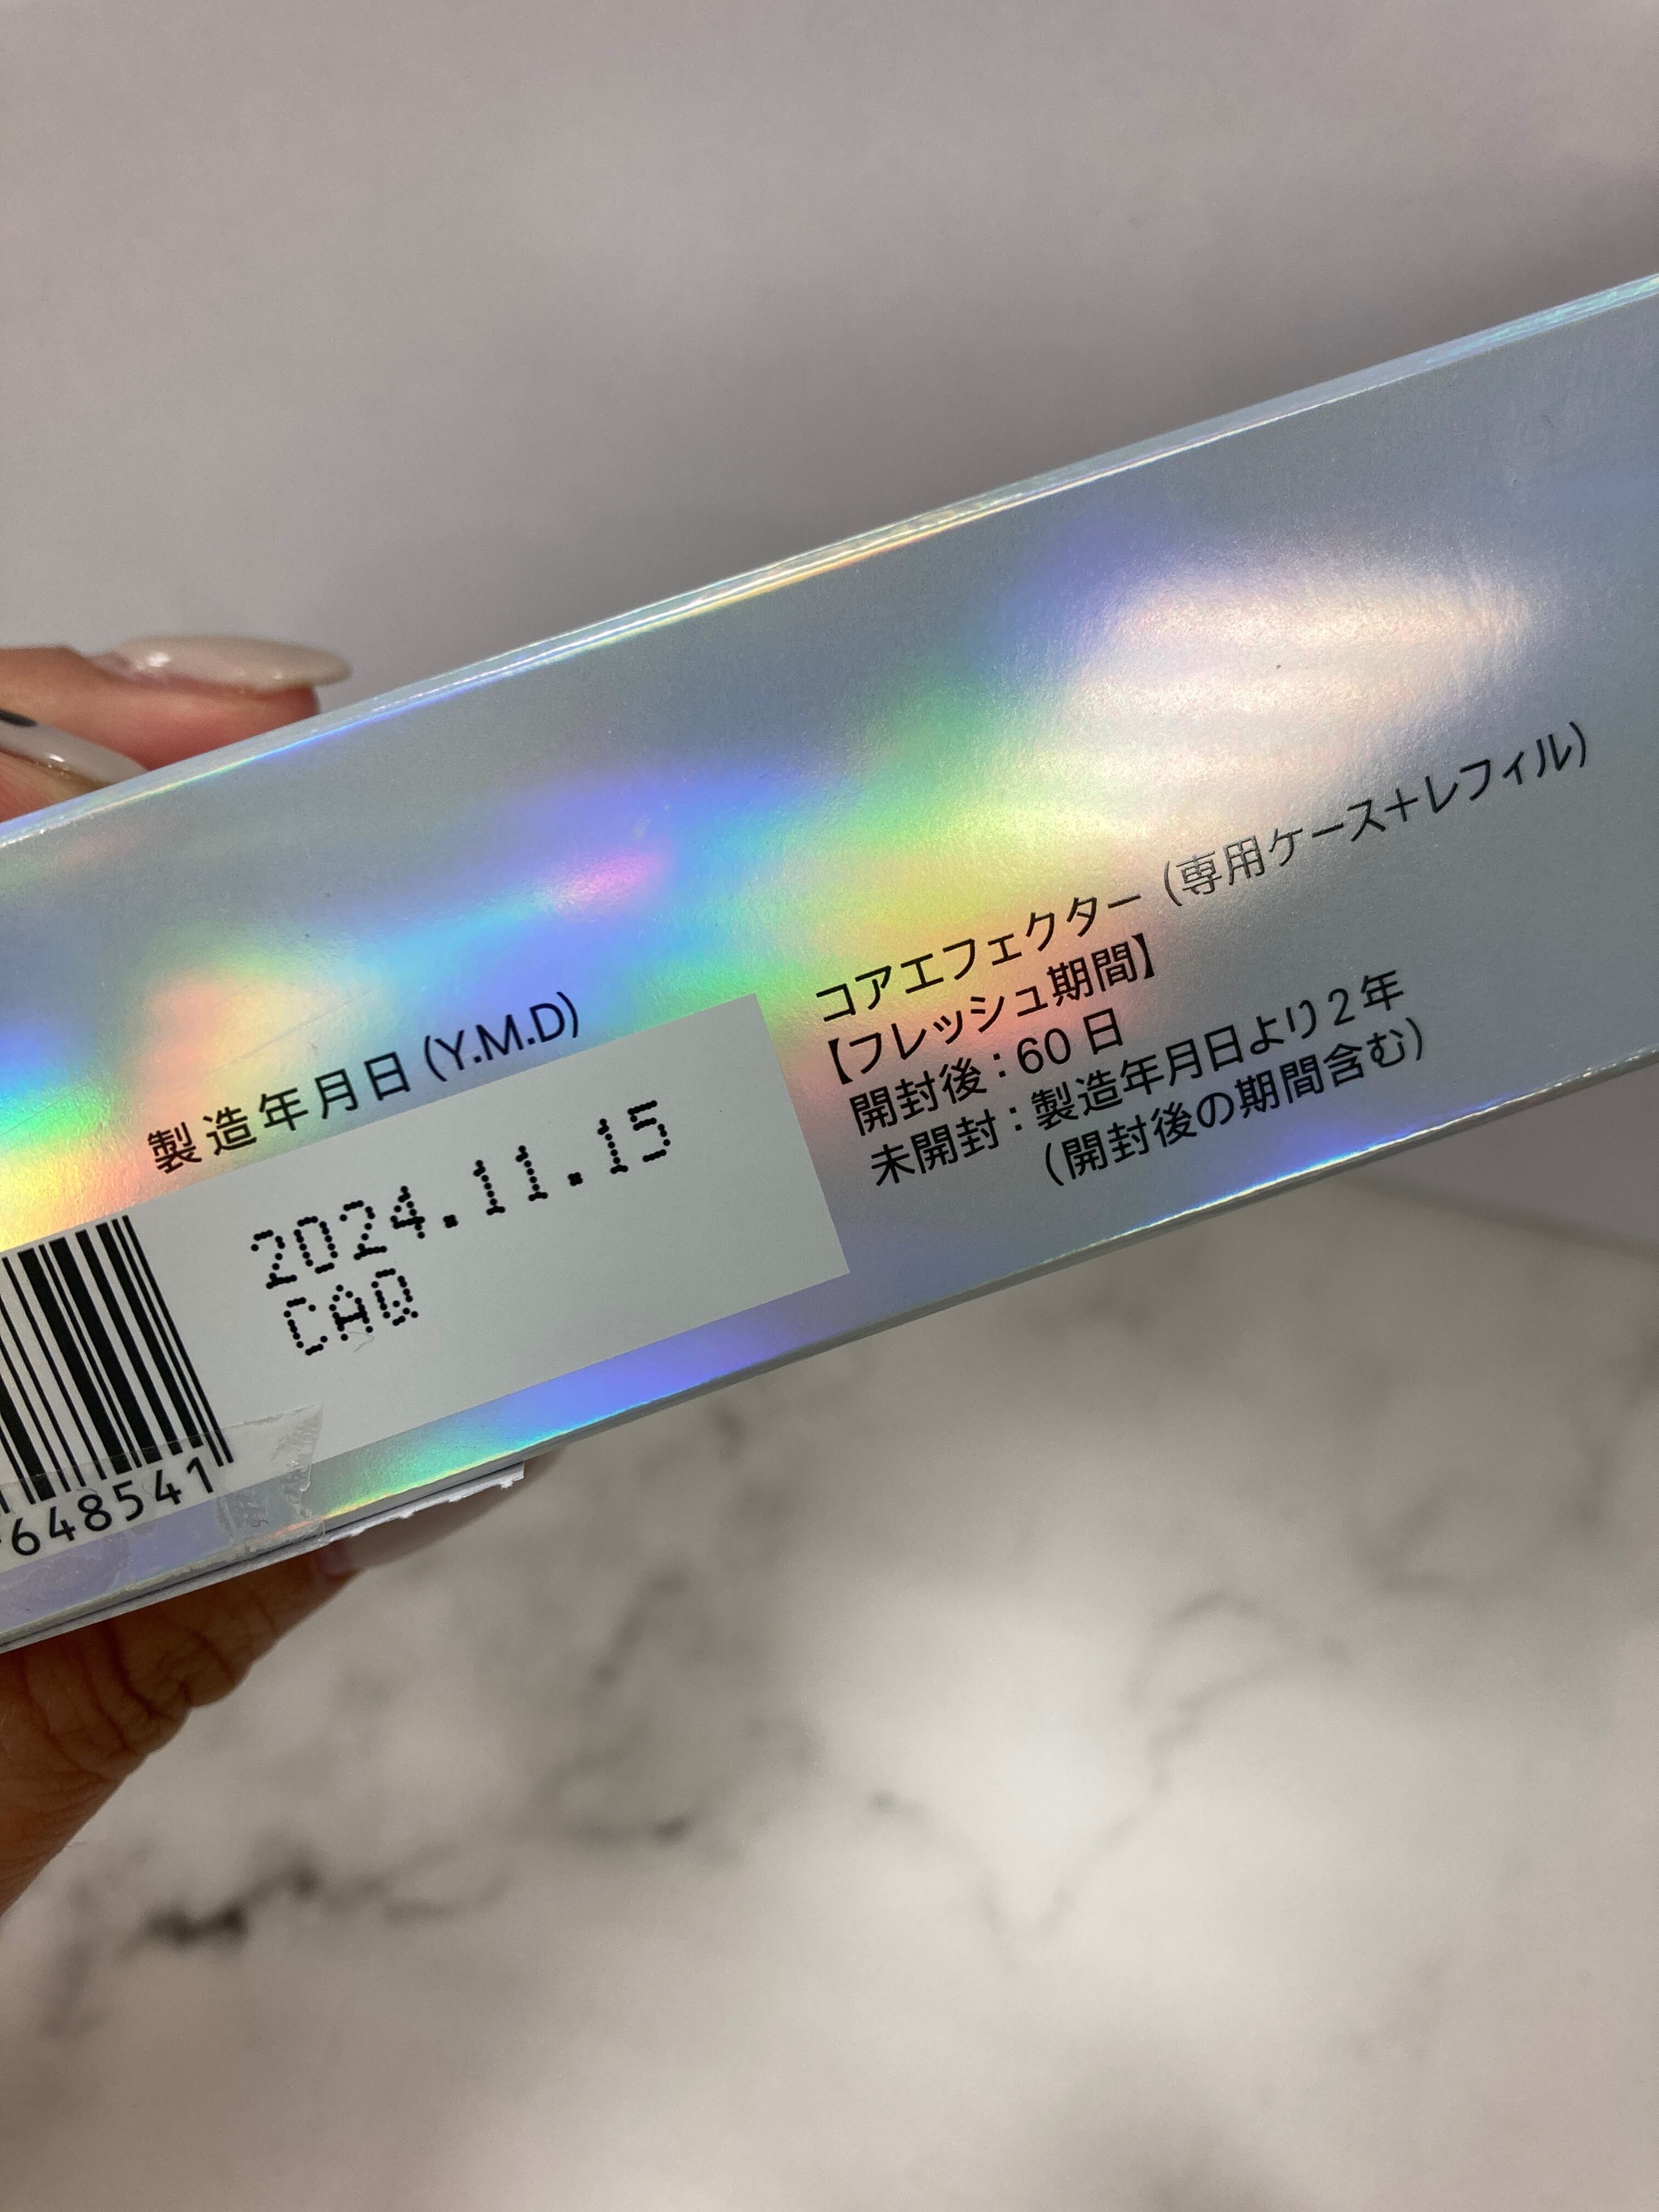 製造年月日(Y.M.D)
2024.11.15
CAQ
648541
コアエフェクター(専用ケース+レフィル)
【フレッシュ期間】
開封後:60日
未開封:製造年月日より2年
(開封後の期間含む)